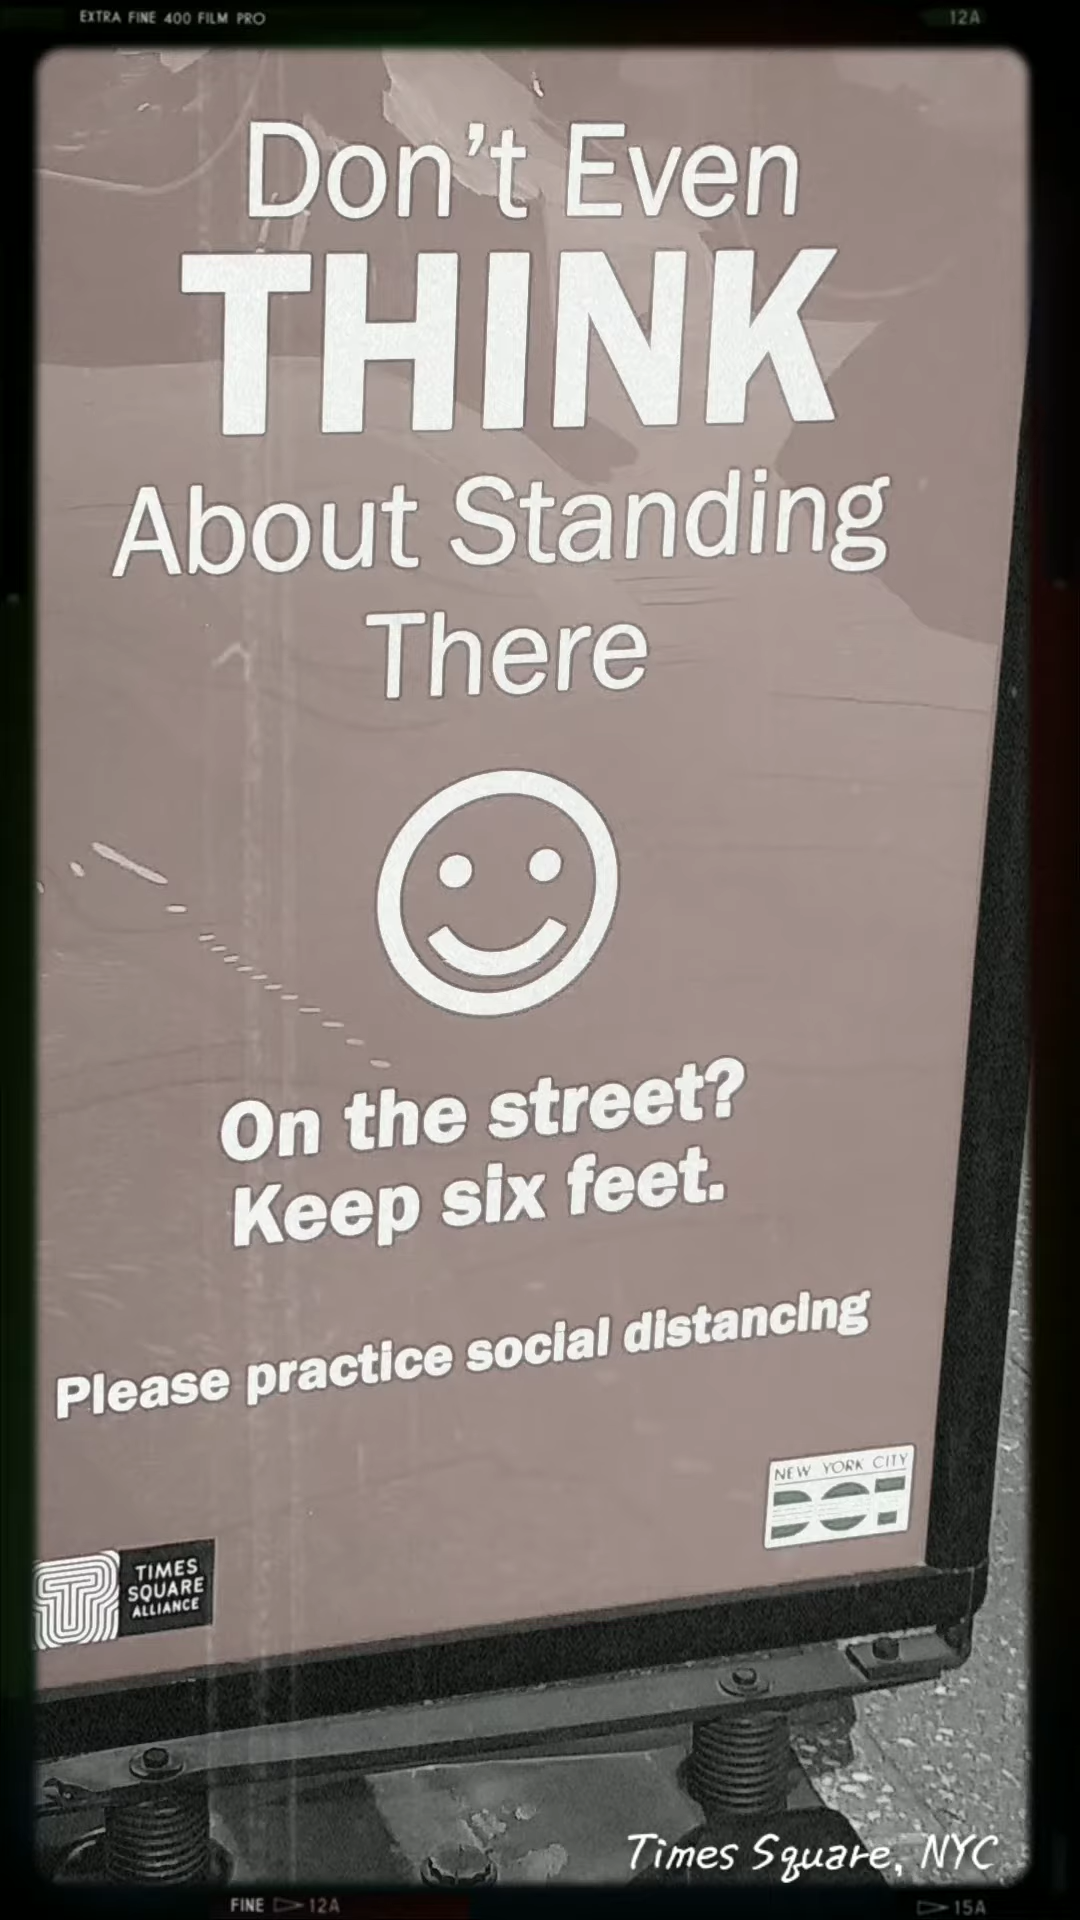 EXTRA FINE 400 FILM PRO
12A
Don't Even
THINK
About Standing
There
On the street?
Keep six feet.
Please practice social distancing
NEW YORK CITY
DOT
TIMES
SQUARE
ALLIANCE
Times Square, NYC
FINE 12A
15A